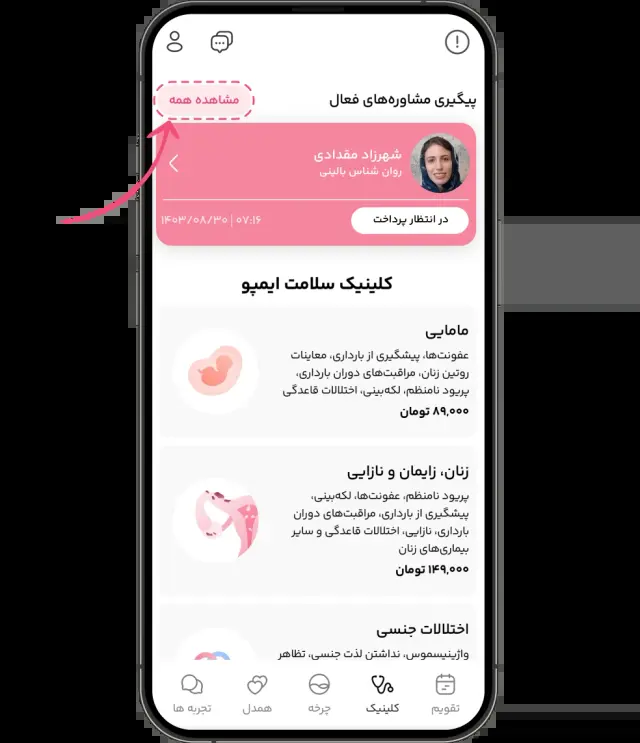 پیگیری مشاوره‌های فعال
مشاهده همه
شهرزاد مقدادی
روان شناس بالینی
در انتظار پرداخت
۰۷:۱۶ | ۱۴۰۳/۰۸/۳۰
کلینیک سلامت ایمپو
مامایی
عفونت‌ها، پیشگیری از بارداری، معاینات
روتین زنان، مراقبت‌های دوران بارداری،
پریود نامنظم، لکه‌بینی، اختلالات قاعدگی
۸۹,۰۰۰ تومان
زنان، زایمان و نازایی
پریود نامنظم، عفونت‌ها، لکه‌بینی،
پیشگیری از بارداری، مراقبت‌های دوران
بارداری، نازایی، اختلالات قاعدگی و سایر
بیماری‌های زنان
۱۴۹,۰۰۰ تومان
اختلالات جنسی
واژینیسموس، نداشتن لذت جنسی، تظاهر
تقویم
کلینیک
چرخه
همدل
تجربه ها